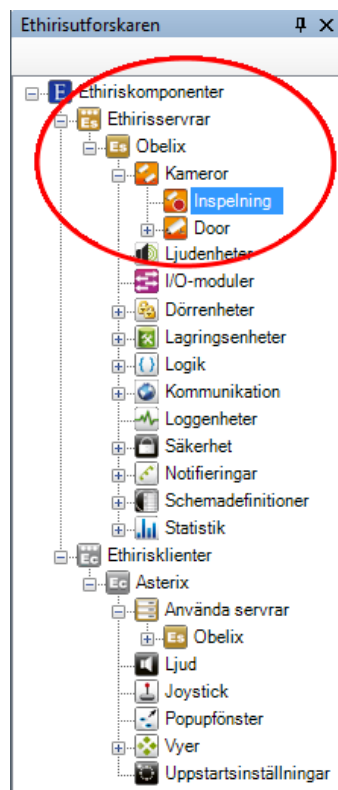 Ethirisutforskaren
Ethiriskomponenter
Ethirisservrar
Obelix
Kameror
Inspelning
Door
Ljudenheter
I/O-moduler
Dörrenheter
Lagringsenheter
Logik
Kommunikation
Loggenheter
Säkerhet
Notifieringar
Schemadefinitioner
Statistik
Ethirisklienter
Asterix
Använda servrar
Obelix
Ljud
Joystick
Popupfönster
Vyer
Uppstartsinställningar